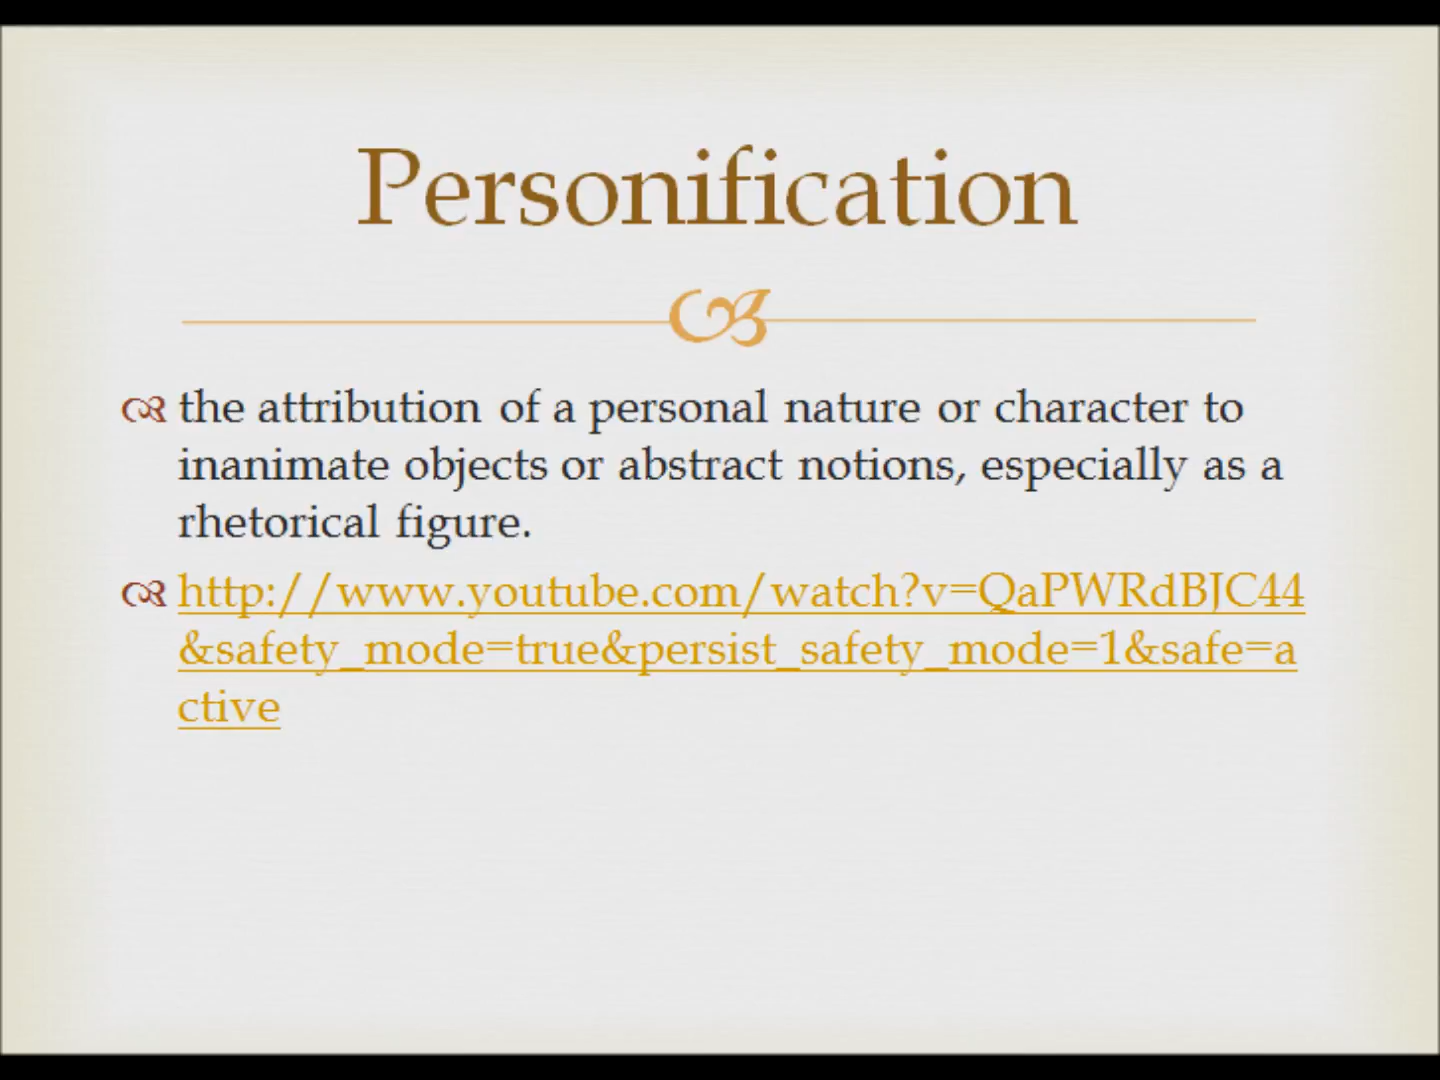 Personification
the attribution of a personal nature or character to
inanimate objects or abstract notions, especially as a
rhetorical figure.
http://www.youtube.com/watch?v=QaPWRdBJC44
&safety_mode=true&persist_safety_mode=1&safe=a
ctive